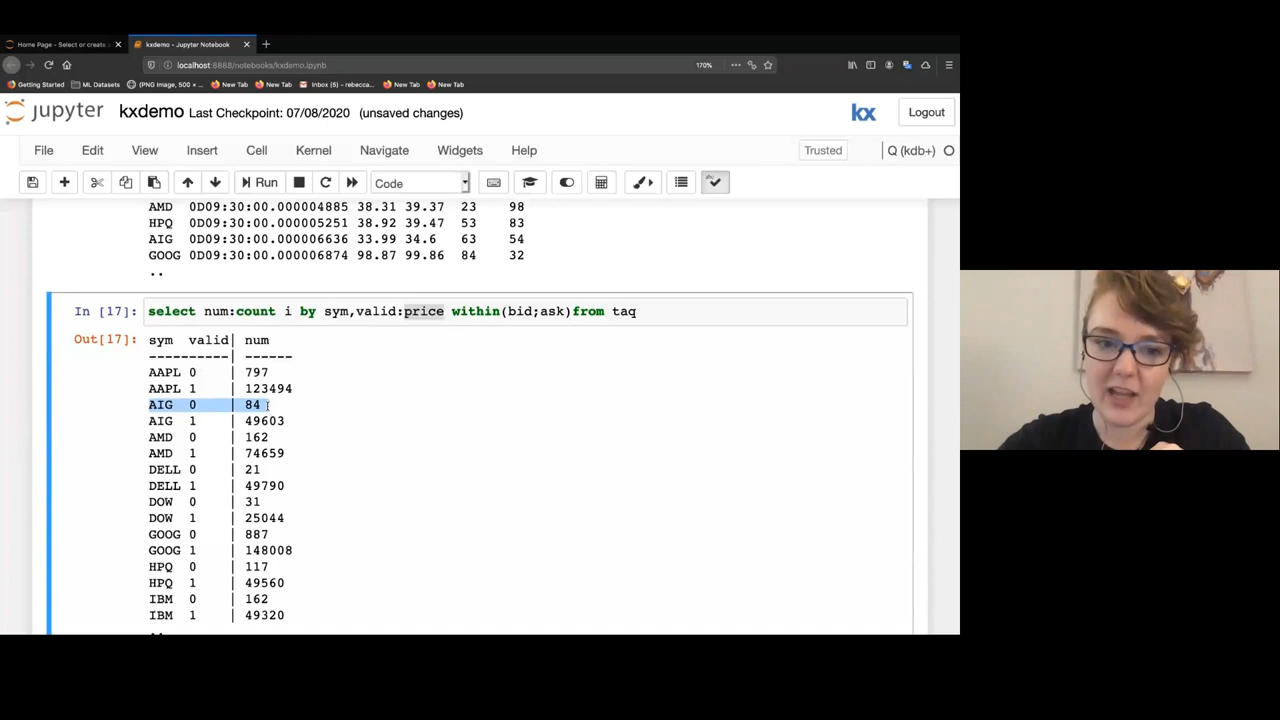 Home Page - Select or create
kxdemo - Jupyter Notebook
localhost:8888/notebooks/kxdemo.ipynb
170%
Getting Started
ML Datasets
(PNG Image, 500 × ...
New Tab
New Tab
Inbox (5) - rebecca...
New Tab
New Tab
jupyter kxdemo Last Checkpoint: 07/08/2020 (unsaved changes)
kx
Logout
File Edit View Insert Cell Kernel Navigate Widgets Help
Trusted
Q (kdb+)
Run
Code
AMD 0D09:30:00.000004885 38.31 39.37 23 98
HPQ 0D09:30:00.000005251 38.92 39.47 53 83
AIG 0D09:30:00.000006636 33.99 34.6 63 54
GOOG 0D09:30:00.000006874 98.87 99.86 84 32
..
In [17]: select num:count i by sym,valid:price within(bid;ask)from taq
Out[17]: sym valid| num
----------| ------
AAPL 0 | 797
AAPL 1 | 123494
AIG 0 | 84
AIG 1 | 49603
AMD 0 | 162
AMD 1 | 74659
DELL 0 | 21
DELL 1 | 49790
DOW 0 | 31
DOW 1 | 25044
GOOG 0 | 887
GOOG 1 | 148008
HPQ 0 | 117
HPQ 1 | 49560
IBM 0 | 162
IBM 1 | 49320
..